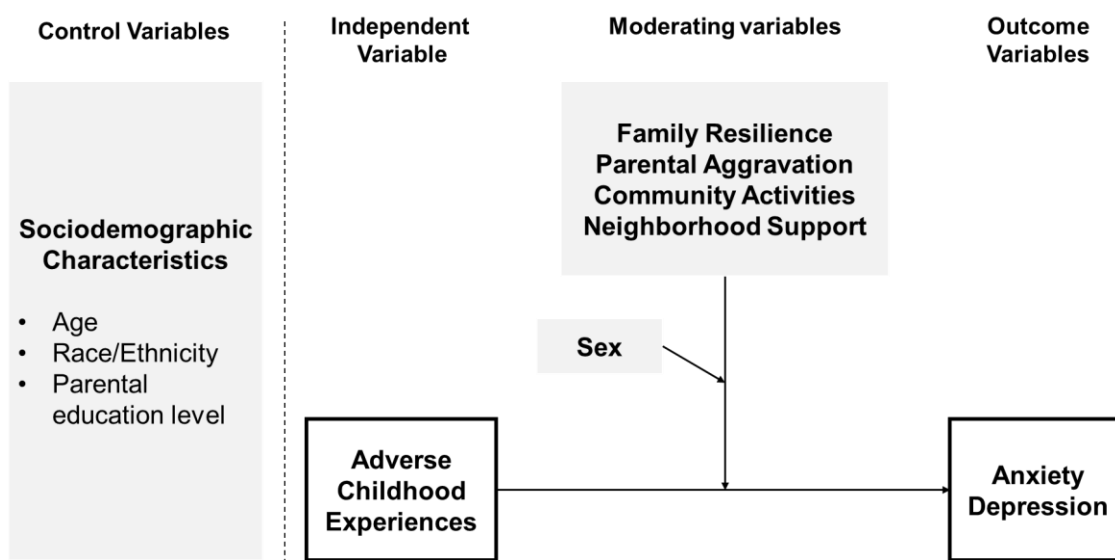 Control Variables
Independent
Variable
Moderating variables
Outcome
Variables
Sociodemographic
Characteristics
• Age
• Race/Ethnicity
• Parental
education level
Family Resilience
Parental Aggravation
Community Activities
Neighborhood Support
Sex
Adverse
Childhood
Experiences
Anxiety
Depression